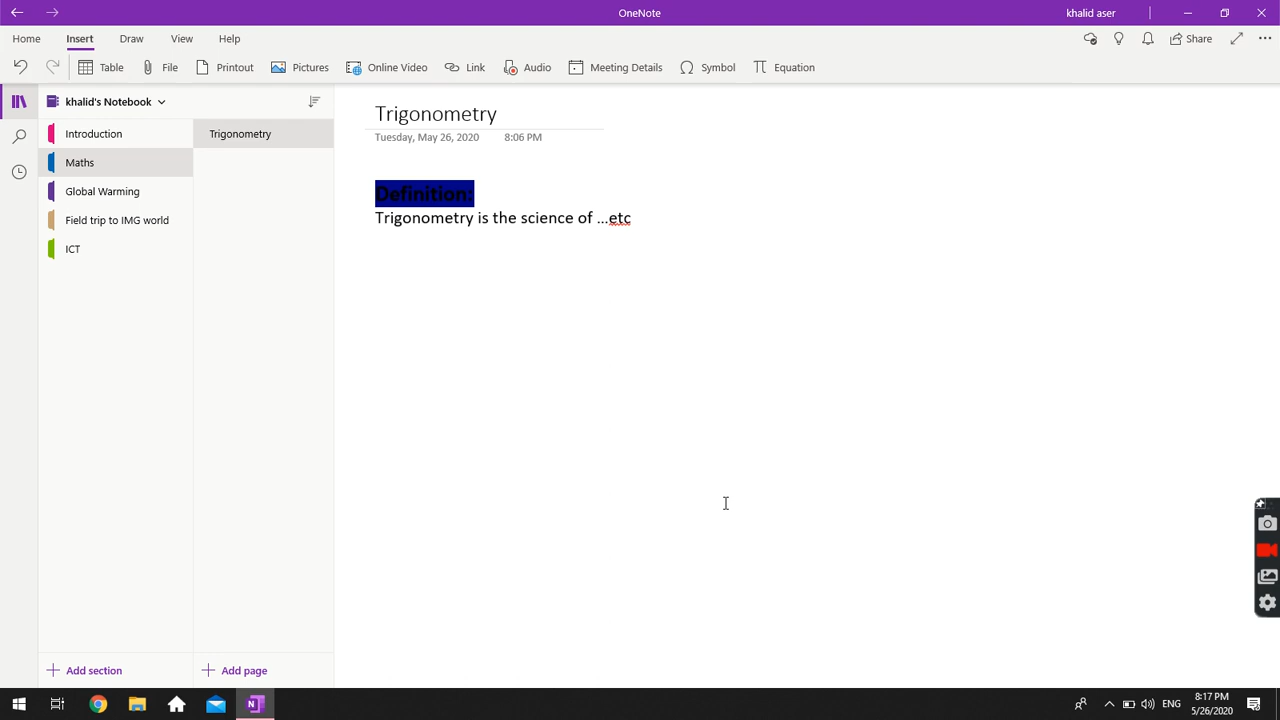 OneNote
khalid aser
Home Insert Draw View Help
Share
Table File Printout Pictures Online Video Link Audio Meeting Details Symbol Equation
khalid's Notebook
Introduction
Maths
Global Warming
Field trip to IMG world
ICT
Trigonometry
Trigonometry
Tuesday, May 26, 2020 8:06 PM
Definition:
Trigonometry is the science of ...etc
Add section
Add page
ENG
8:17 PM
5/26/2020